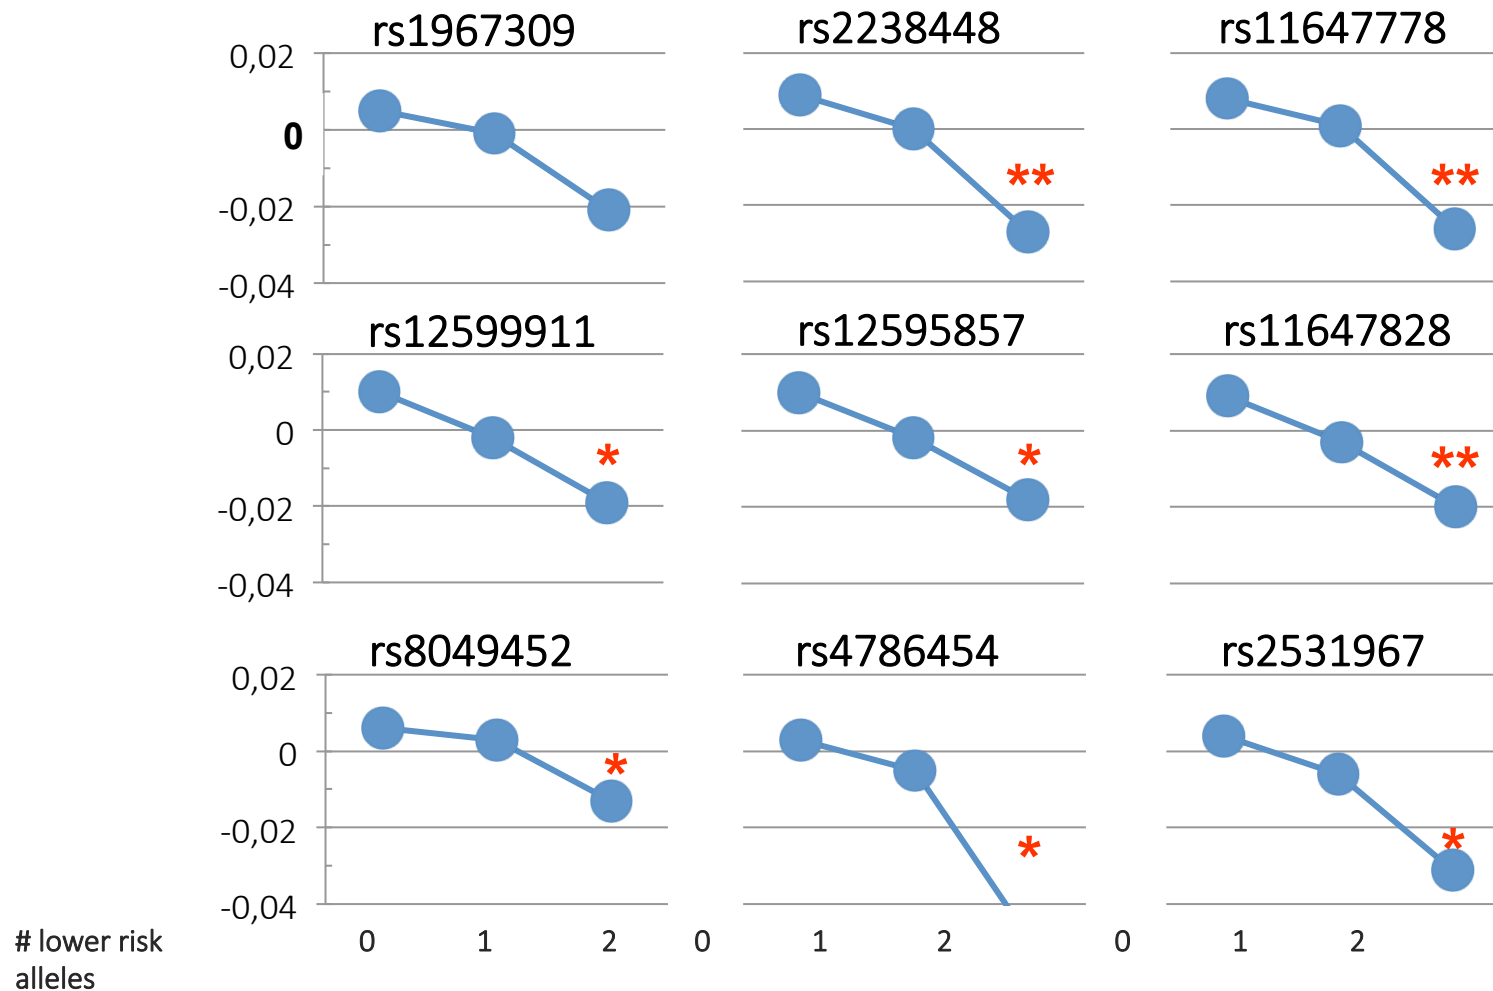 rs1967309 rs2238448 rs11647778
0,02
0
-0,02
**
**
-0,04
rs12599911 rs12595857 rs11647828
0,02
0
* * **
-0,02
-0,04
rs8049452 rs4786454 rs2531967
0,02
0
*
-0,02
* *
-0,04
# lower risk 0 1 2 0 1 2 0 1 2
alleles